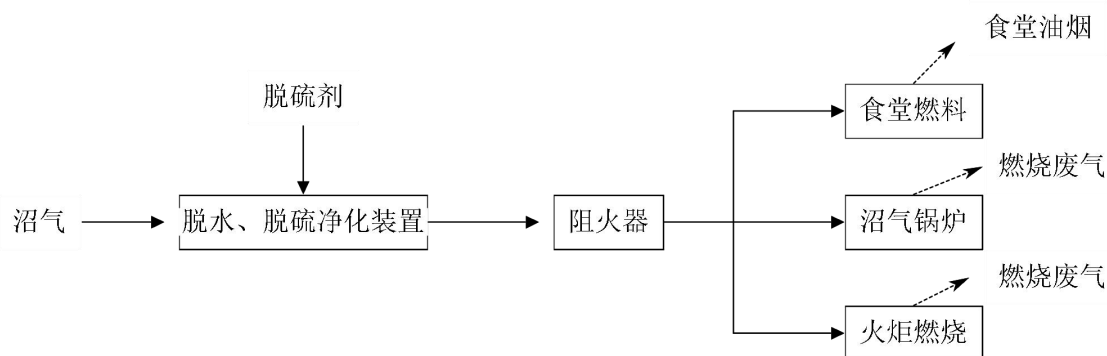 食堂油烟
脱硫剂
食堂燃料
燃烧废气
沼气
脱水、脱硫净化装置
阻火器
沼气锅炉
燃烧废气
火炬燃烧